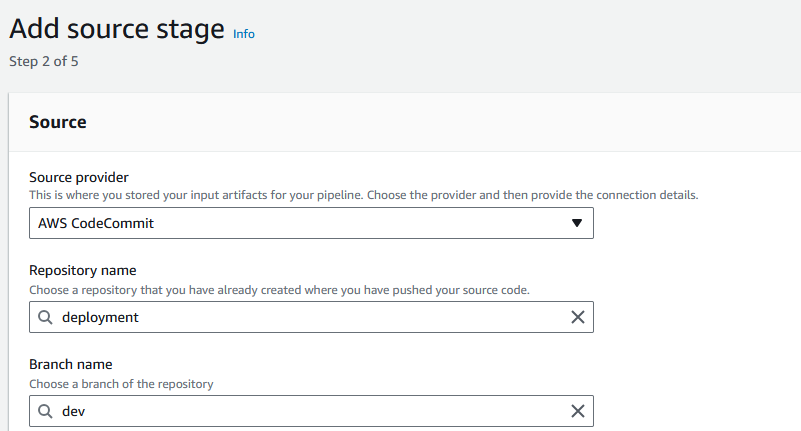 Add source stage Info
Step 2 of 5
Source
Source provider
This is where you stored your input artifacts for your pipeline. Choose the provider and then provide the connection details.
AWS CodeCommit
Repository name
Choose a repository that you have already created where you have pushed your source code.
deployment
Branch name
Choose a branch of the repository
dev